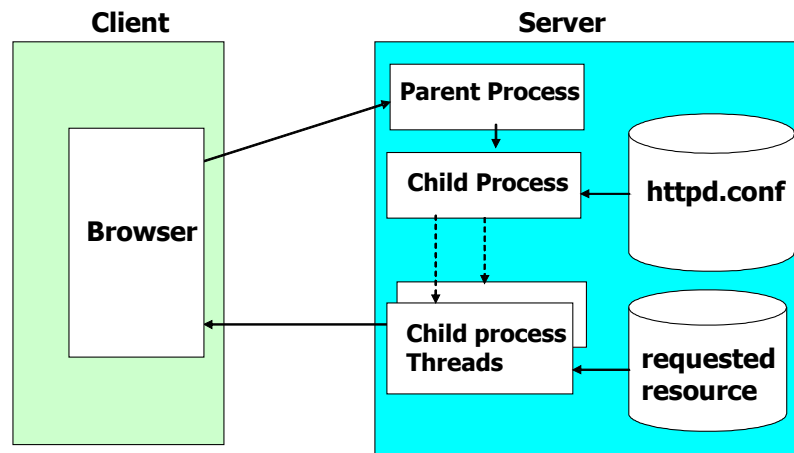 Client
Server
Parent Process
Child Process
httpd.conf
Browser
Child process
Threads
requested
resource